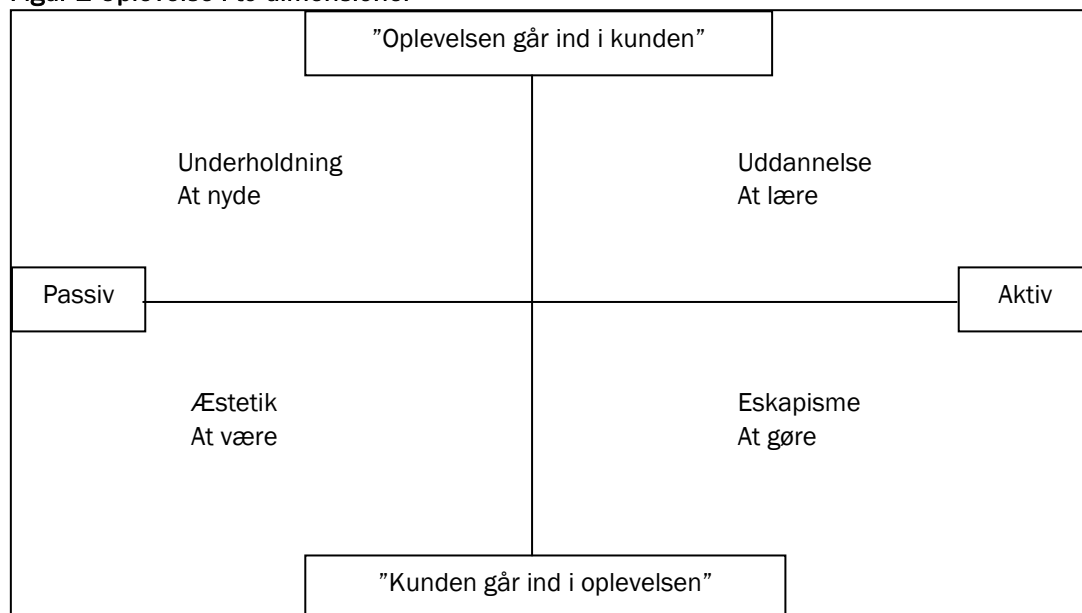 ”Oplevelsen går ind i kunden”
Underholdning
At nyde
Uddannelse
At lære
Passiv
Aktiv
Æstetik
At være
Eskapisme
At gøre
”Kunden går ind i oplevelsen”